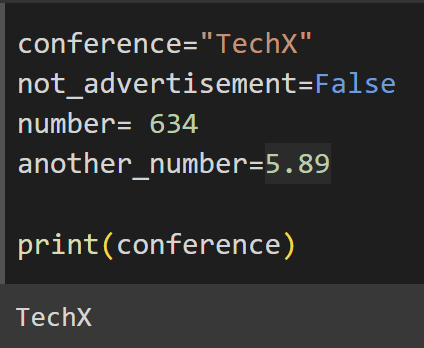 conference="TechX"
not_advertisement=False
number= 634
another_number=5.89
print(conference)
TechX